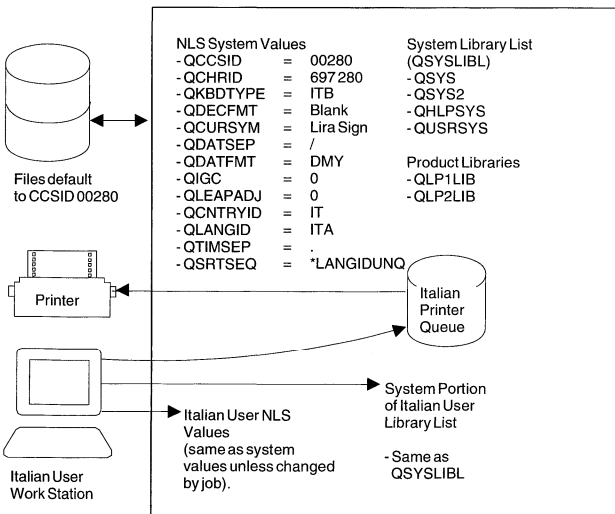 NLS System Values
- QCCSID = 00280
- QCHRID = 697 280
- QKBDTYPE = ITB
- QDECFMT = Blank
- QCURSYM = Lira Sign
- QDATSEP = /
- QDATFMT = DMY
- QIGC = 0
- QLEAPADJ = 0
- QCNTRYID = IT
- QLANGID = ITA
- QTIMSEP = .
- QSRTSEQ = *LANGIDUNQ
System Library List
(QSYSLIBL)
- QSYS
- QSYS2
- QHLPSYS
- QUSRSYS
Product Libraries
- QLP1LIB
- QLP2LIB
Files default
to CCSID 00280
Printer
Italian
Printer
Queue
System Portion
of Italian User
Library List
- Same as
QSYSLIBL
Italian User NLS
Values
(same as system
values unless changed
by job).
Italian User
Work Station